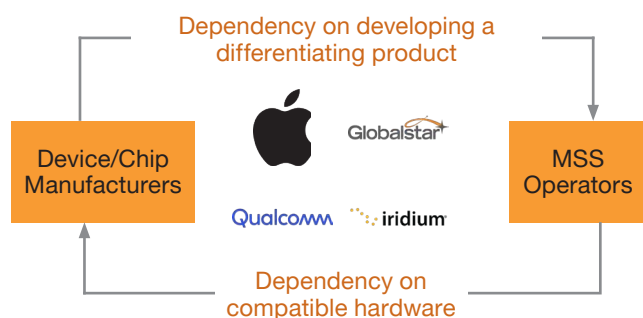 Dependency on developing a
differentiating product
Globalstar
Device/Chip
Manufacturers
MSS
Operators
Qualcomm
iridium
Dependency on
compatible hardware